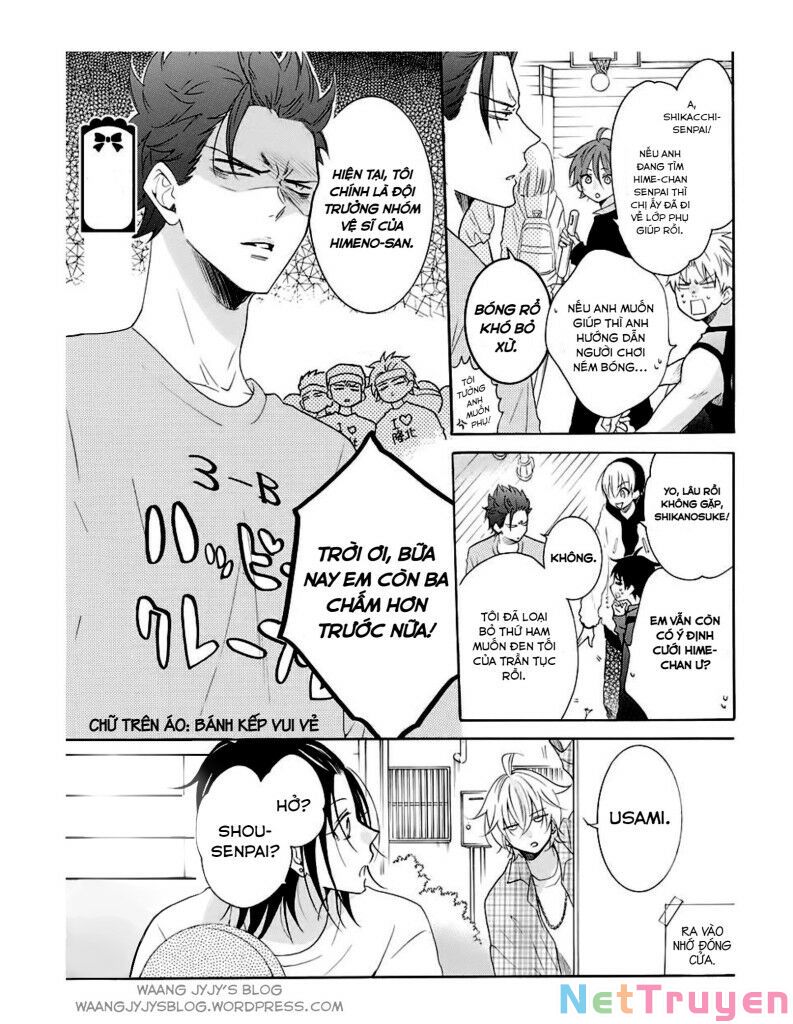 A,
SHIKACCHI-
SENPAI!
NẾU ANH
ĐANG TÌM
HIME-CHAN
SENPAI THÌ
CHỊ ẤY ĐÃ ĐI
VỀ LỚP PHỤ
GIÚP RỒI.
NẾU ANH MUỐN
GIÚP THÌ ANH
HƯỚNG DẪN
NGƯỜI CHƠI
NÉM BÓNG...
BÓNG RỔ
KHÓ BỎ
XỪ.
TÔI
TƯỞNG
ANH
MUỐN
PHỤ!
HIỆN TẠI, TÔI
CHÍNH LÀ ĐỘI
TRƯỞNG NHÓM
VỆ SĨ CỦA
HIMENO-SAN.
I♡
I♡
降北
3-B
ハッピー
クレープ
TRỜI ƠI, BỮA
NAY EM CÒN BA
CHẤM HƠN
TRƯỚC NỮA!
CHỮ TRÊN ÁO: BÁNH KẾP VUI VẺ
YO, LÂU RỒI
KHÔNG GẶP,
SHIKANOSUKE!
EM VẪN CÒN
CÓ Ý ĐỊNH
CƯỚI HIME-
CHAN Ư?
KHÔNG.
TÔI ĐÃ LOẠI
BỎ THỨ HAM
MUỐN ĐEN TỐI
CỦA TRẦN TỤC
RỒI.
USAMI.
HỞ?
SHOU-
SENPAI?
RA VÀO
NHỚ ĐÓNG
CỬA.
WAANG JYJY'S BLOG
WAANGJYJYSBLOG.WORDPRESS.COM
NetTruyen